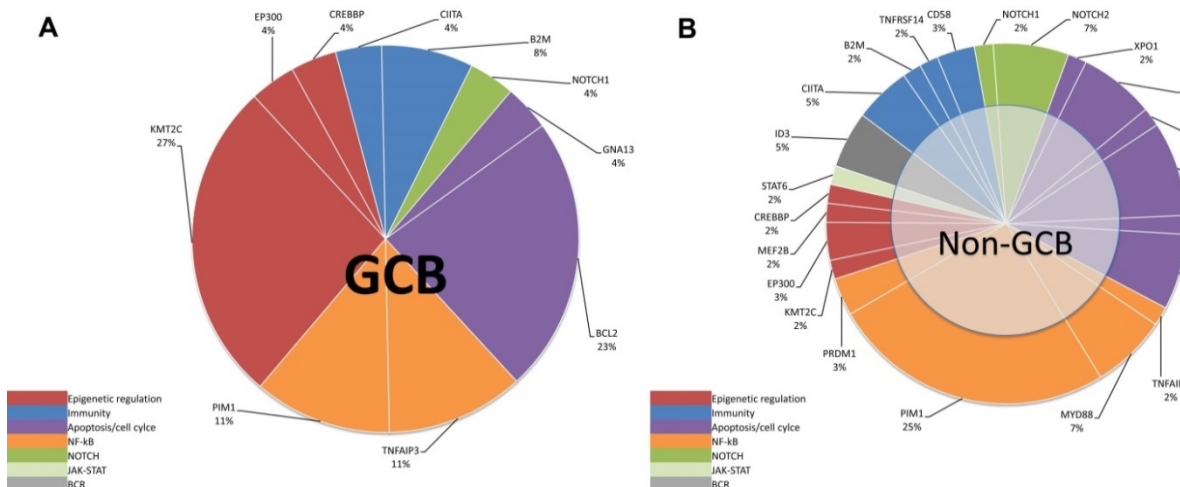 A
EP300
4%
CREBBP
4%
CIITA
4%
B2M
8%
NOTCH1
4%
GNA13
4%
KMT2C
27%
GCB
BCL2
23%
PIM1
11%
TNFAIP3
11%
Epigenetic regulation
Immunity
Apoptosis/cell cylce
NF-kB
NOTCH
JAK-STAT
BCR
B
TNFRSF14
2%
CD58
3%
NOTCH1
2%
NOTCH2
7%
XPO1
2%
B2M
2%
CIITA
5%
ID3
5%
STAT6
2%
CREBBP
2%
MEF2B
2%
EP300
3%
KMT2C
2%
PRDM1
3%
Non-GCB
PIM1
25%
MYD88
7%
TNFAIP
2%
Epigenetic regulation
Immunity
Apoptosis/cell cylce
NF-kB
NOTCH
JAK-STAT
BCR